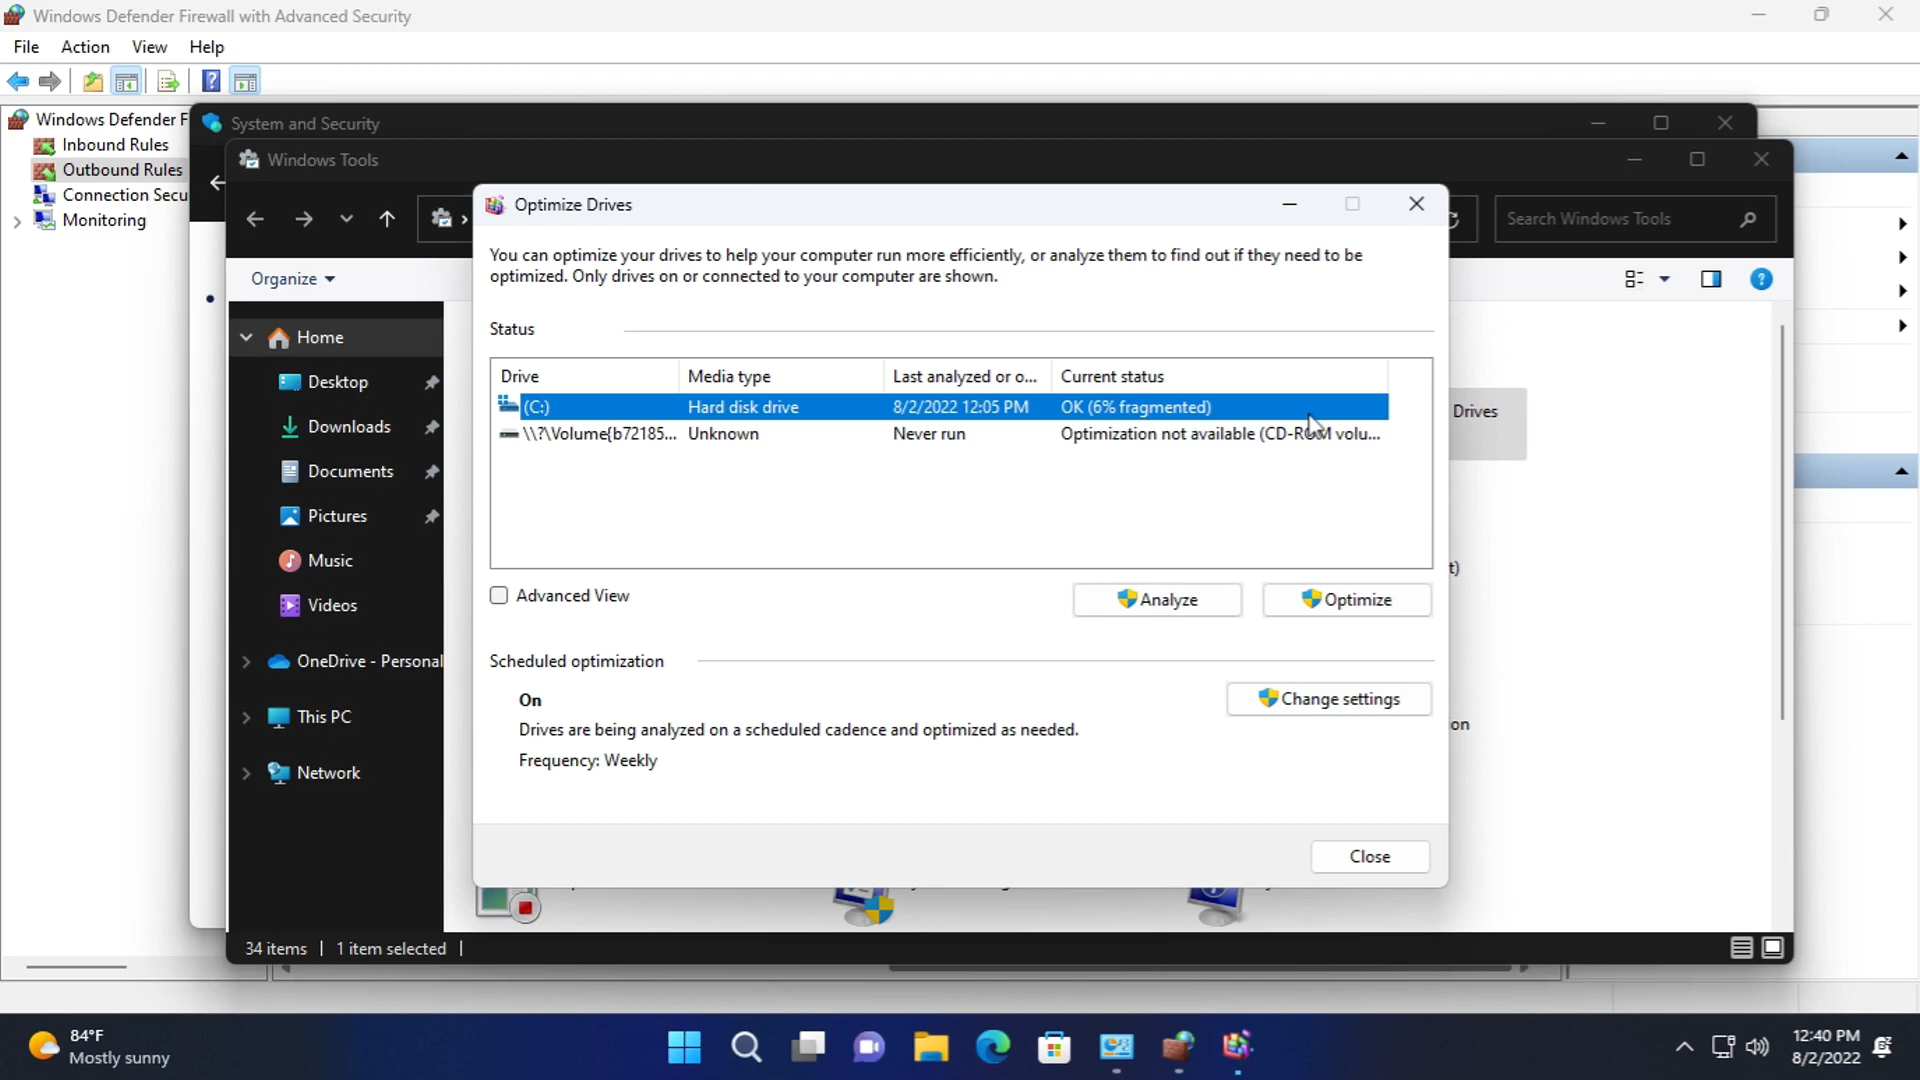 Windows Defender Firewall with Advanced Security
File Action View Help
Windows Defender F
Inbound Rules
Outbound Rules
Connection Secu
Monitoring
System and Security
Windows Tools
Search Windows Tools
Organize
Home
Desktop
Downloads
Documents
Pictures
Music
Videos
OneDrive - Personal
This PC
Network
Optimize Drives
You can optimize your drives to help your computer run more efficiently, or analyze them to find out if they need to be
optimized. Only drives on or connected to your computer are shown.
Status
Drive Media type Last analyzed or o... Current status
(C:) Hard disk drive 8/2/2022 12:05 PM OK (6% fragmented)
\\?\Volume{b72185... Unknown Never run Optimization not available (CD-ROM volu...
Advanced View
Analyze
Optimize
Scheduled optimization
On
Change settings
Drives are being analyzed on a scheduled cadence and optimized as needed.
Frequency: Weekly
Close
Drives
t)
on
34 items
1 item selected
84°F
Mostly sunny
12:40 PM
8/2/2022